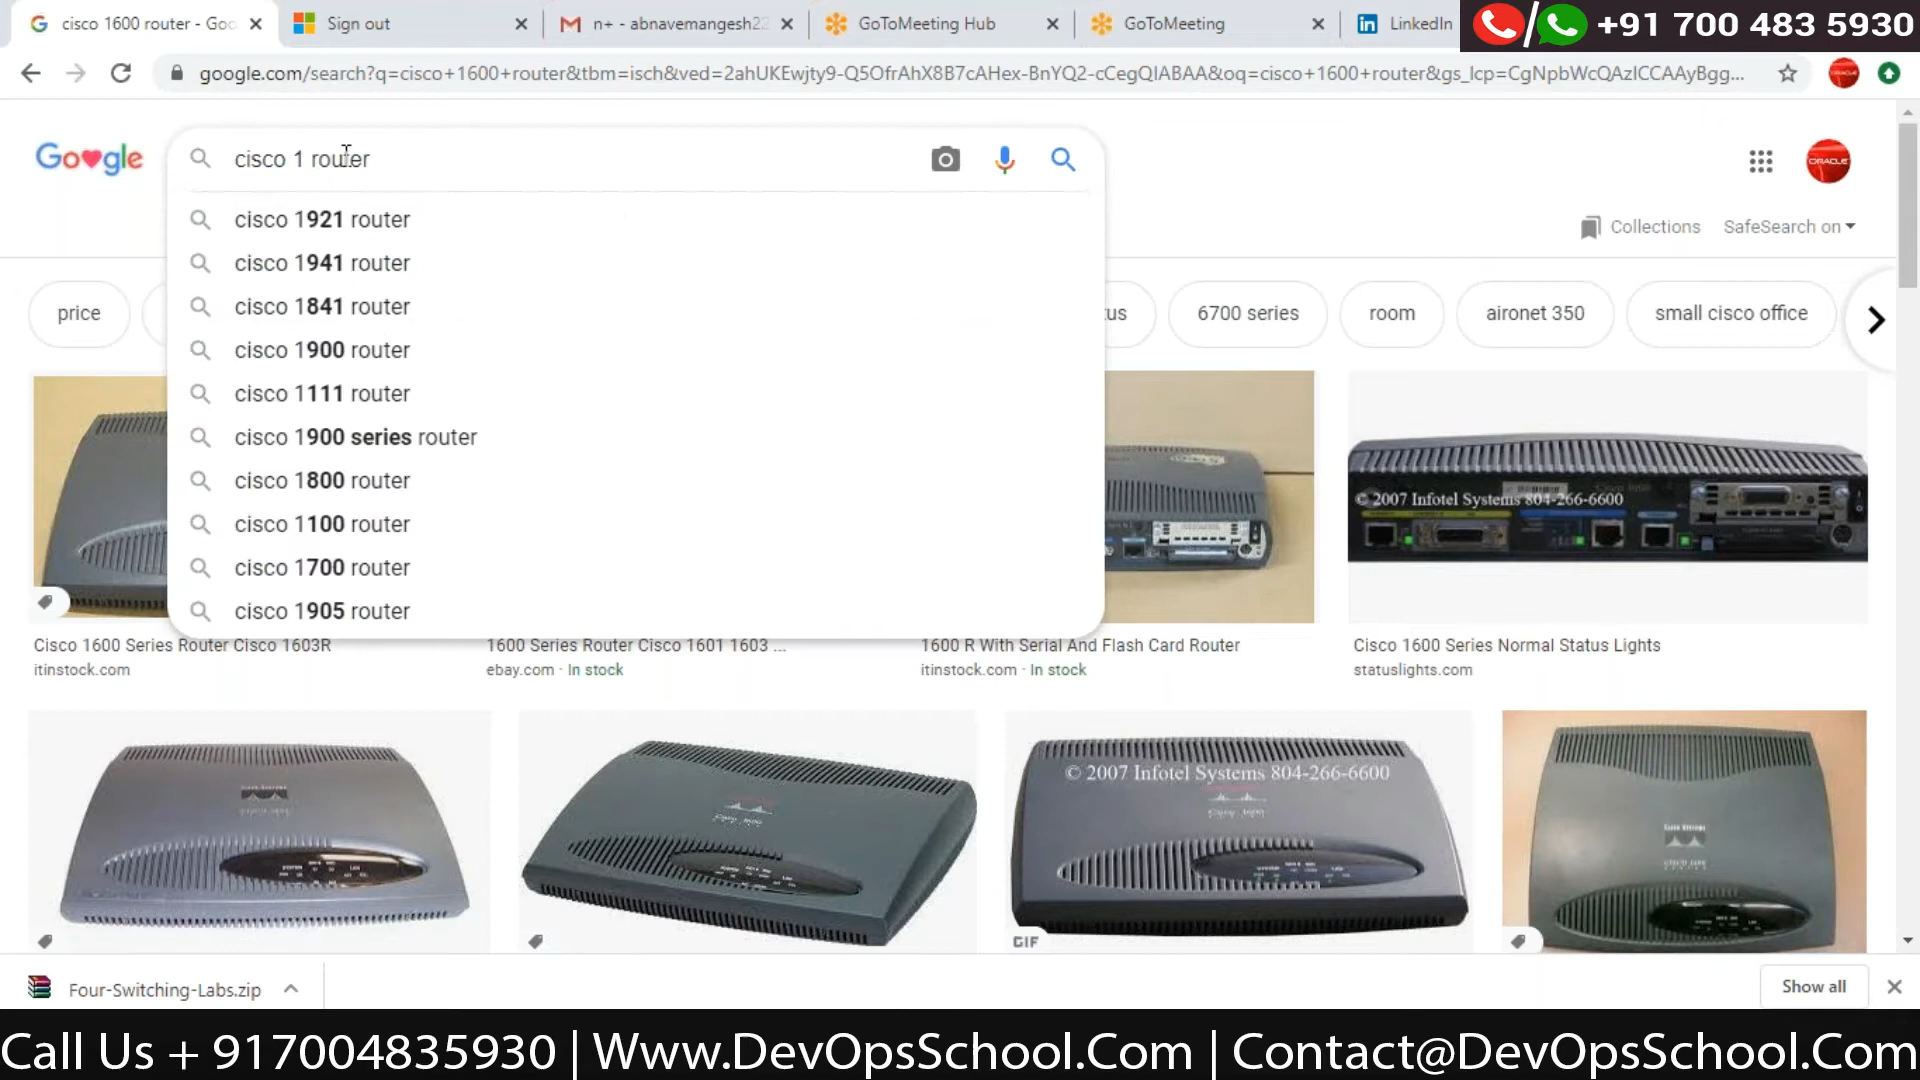 cisco 1600 router - Goo
Sign out
n+ - abnavemangesh22
GoToMeeting Hub
GoToMeeting
LinkedIn
+91 700 483 5930
google.com/search?q=cisco+1600+router&tbm=isch&ved=2ahUKEwjty9-Q5OfrAhX8B7cAHex-BnYQ2-cCegQIABAA&oq=cisco+1600+router&gs_lcp=CgNpbWcQAzICCAAyBgg...
Google
cisco 1 router
ORACLE
cisco 1921 router
cisco 1941 router
cisco 1841 router
cisco 1900 router
cisco 1111 router
cisco 1900 series router
cisco 1800 router
cisco 1100 router
cisco 1700 router
cisco 1905 router
Collections
SafeSearch on
price
us
6700 series
room
aironet 350
small cisco office
© 2007 Infotel Systems 804-266-6600
Cisco 1600 Series Router Cisco 1603R
itinstock.com
1600 Series Router Cisco 1601 1603 ...
ebay.com · In stock
1600 R With Serial And Flash Card Router
itinstock.com · In stock
Cisco 1600 Series Normal Status Lights
statuslights.com
© 2007 Infotel Systems 804-266-6600
GIF
Four-Switching-Labs.zip
Show all
Call Us + 917004835930 | Www.DevOpsSchool.Com | Contact@DevOpsSchool.Com